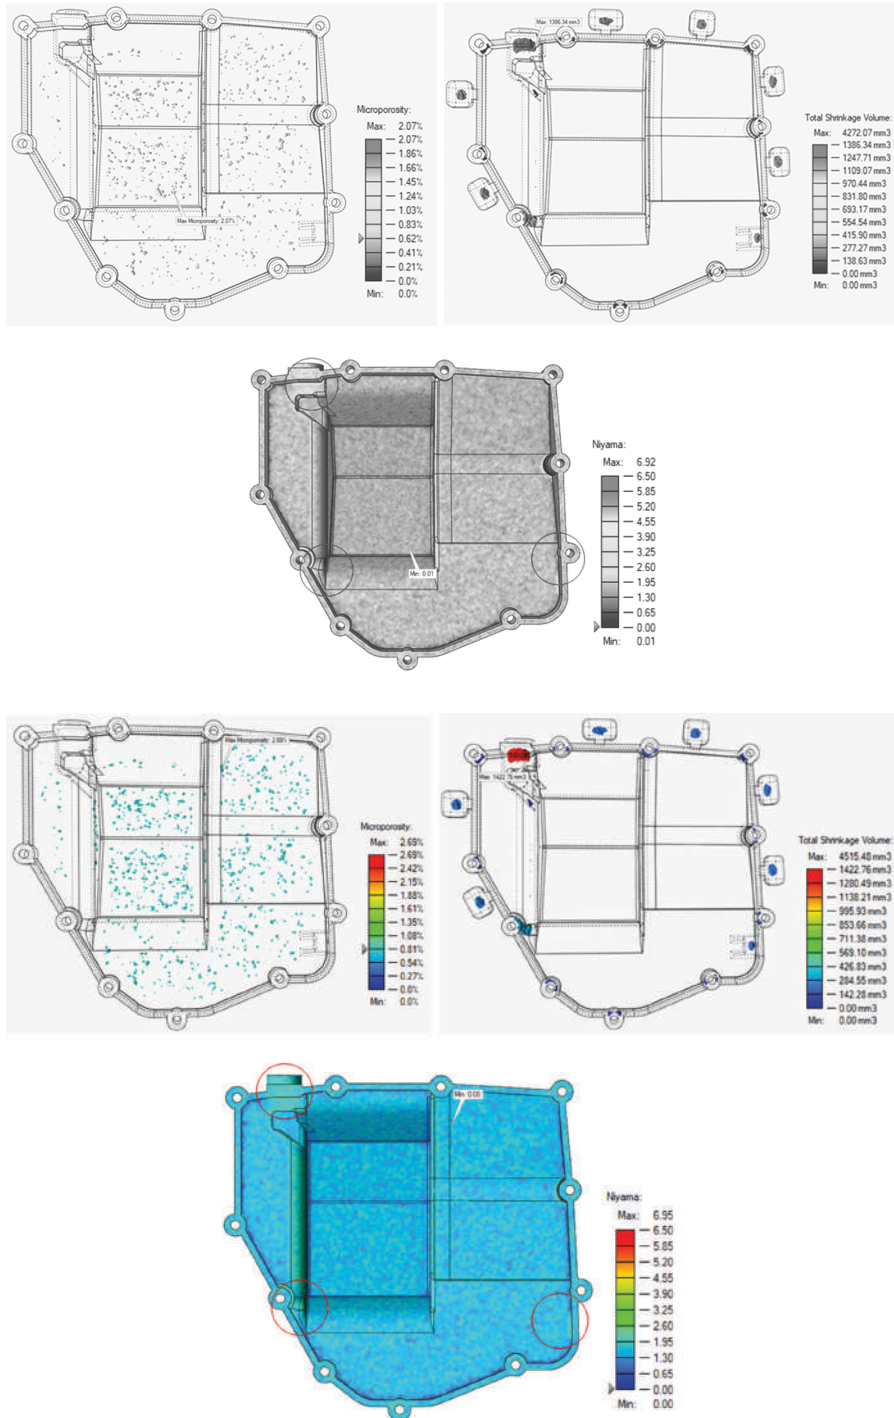 Microporosity:
Max: 2.07%
2.07%
1.86%
1.66%
1.45%
1.24%
1.03%
0.83%
0.62%
0.41%
0.21%
0.0%
Min: 0.0%
Max Microporosity: 2.07%
Max: 1386.34 mm3
Total Shrinkage Volume:
Max: 4272.07 mm3
1386.34 mm3
1247.71 mm3
1109.07 mm3
970.44 mm3
831.80 mm3
693.17 mm3
554.54 mm3
415.90 mm3
277.27 mm3
138.63 mm3
0.00 mm3
Min: 0.00 mm3
Niyama:
Max: 6.92
6.50
5.85
5.20
4.55
3.90
3.25
2.60
1.95
1.30
0.65
0.00
Min: 0.01
Min: 0.01
Max Microporosity: 2.69%
Microporosity:
Max: 2.69%
2.69%
2.42%
2.15%
1.88%
1.61%
1.35%
1.08%
0.81%
0.54%
0.27%
0.0%
Min: 0.0%
Max: 1422.76 mm3
Total Shrinkage Volume:
Max: 4515.48 mm3
1422.76 mm3
1280.49 mm3
1138.21 mm3
995.93 mm3
853.66 mm3
711.38 mm3
569.10 mm3
426.83 mm3
284.55 mm3
142.28 mm3
0.00 mm3
Min: 0.00 mm3
Min: 0.00
Niyama:
Max: 6.95
6.50
5.85
5.20
4.55
3.90
3.25
2.60
1.95
1.30
0.65
0.00
Min: 0.00